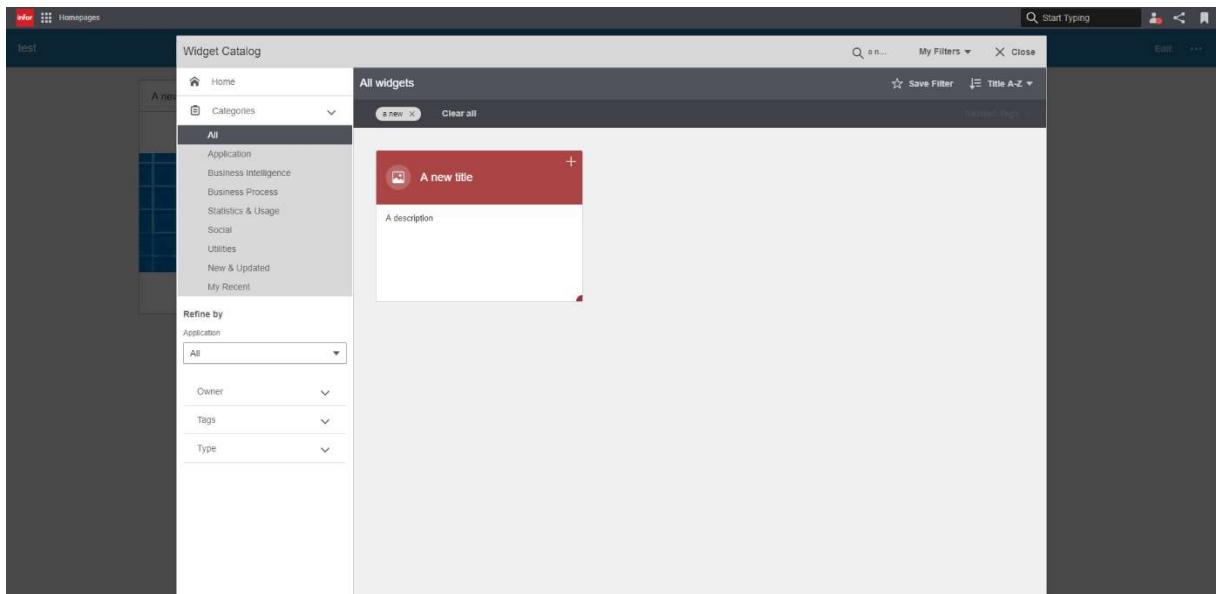 infor Homepages
Start Typing
test
Edit
Widget Catalog
a n...
My Filters
Close
A new
Home
Categories
All
Application
Business Intelligence
Business Process
Statistics & Usage
Social
Utilities
New & Updated
My Recent
Refine by
Application
All
Owner
Tags
Type
All widgets
Save Filter
Title A-Z
a new
Clear all
A new title
A description